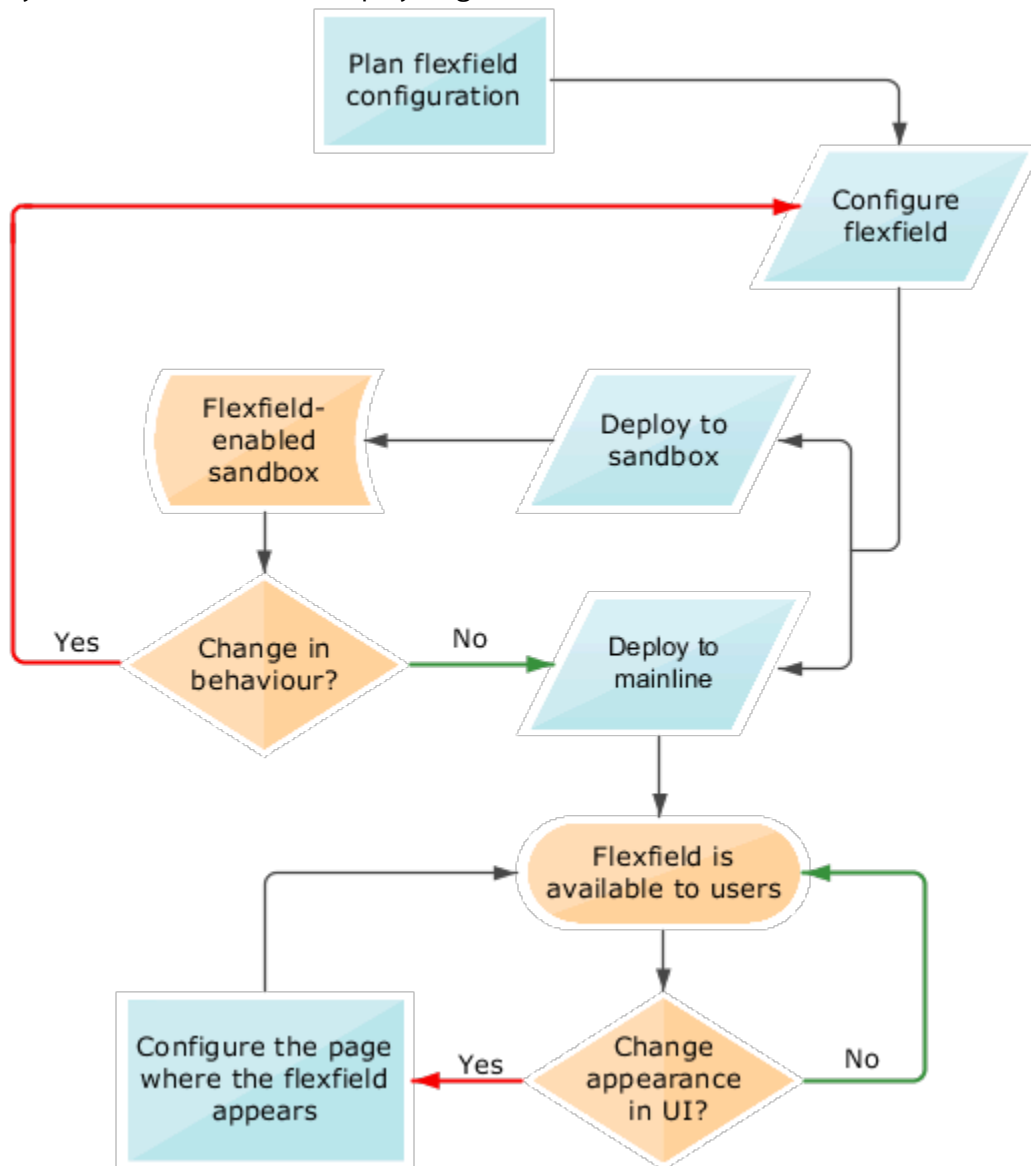 Plan flexfield
configuration
Configure
flexfield
Flexfield-
enabled
sandbox
Deploy to
sandbox
Yes
Change in
behaviour?
No
Deploy to
mainline
Flexfield is
available to users
Configure the page
where the flexfield
appears
Yes
Change
appearance
in UI?
No